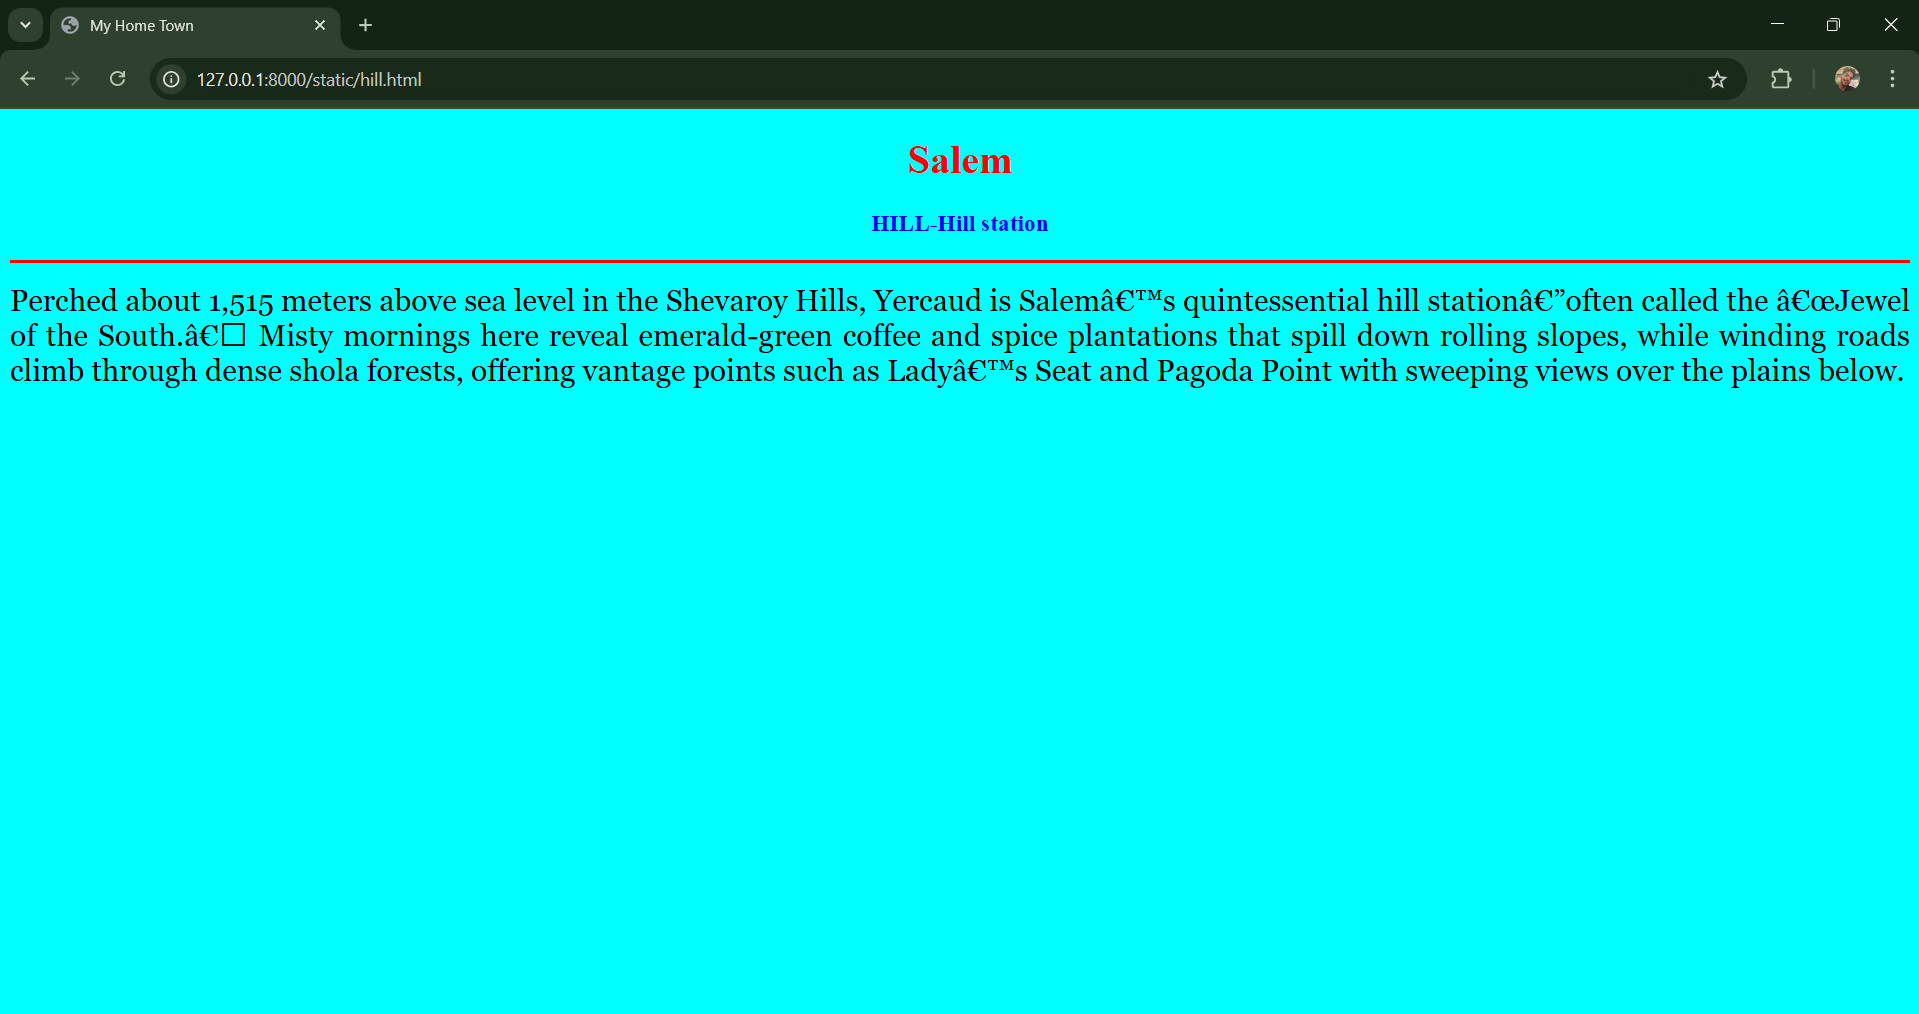 My Home Town
127.0.0.1:8000/static/hill.html
Salem
HILL-Hill station
Perched about 1,515 meters above sea level in the Shevaroy Hills, Yercaud is Salemâ€™s quintessential hill stationâ€”often called the â€œJewel
of the South.â€□ Misty mornings here reveal emerald-green coffee and spice plantations that spill down rolling slopes, while winding roads
climb through dense shola forests, offering vantage points such as Ladyâ€™s Seat and Pagoda Point with sweeping views over the plains below.